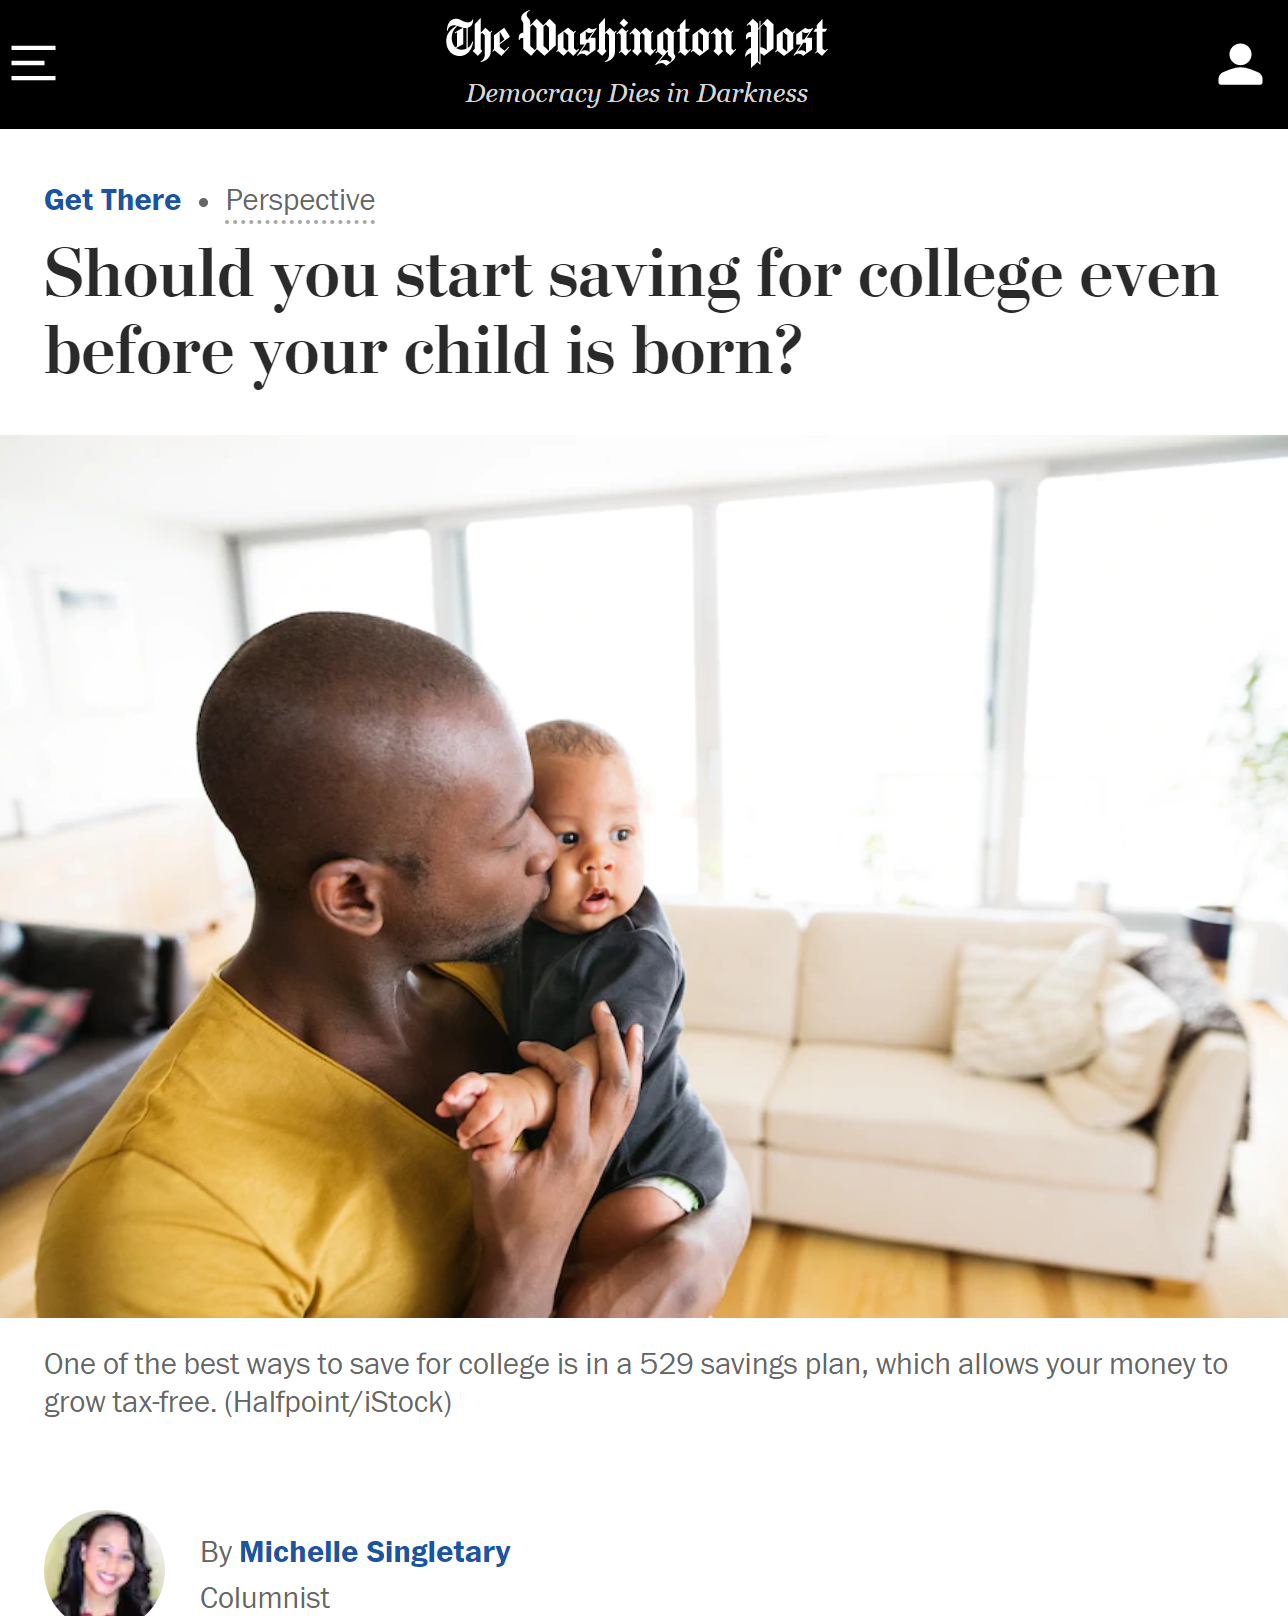 The Washington Post
Democracy Dies in Darkness
Get There • Perspective
Should you start saving for college even
before your child is born?
One of the best ways to save for college is in a 529 savings plan, which allows your money to
grow tax-free. (Halfpoint/iStock)
By Michelle Singletary
Columnist